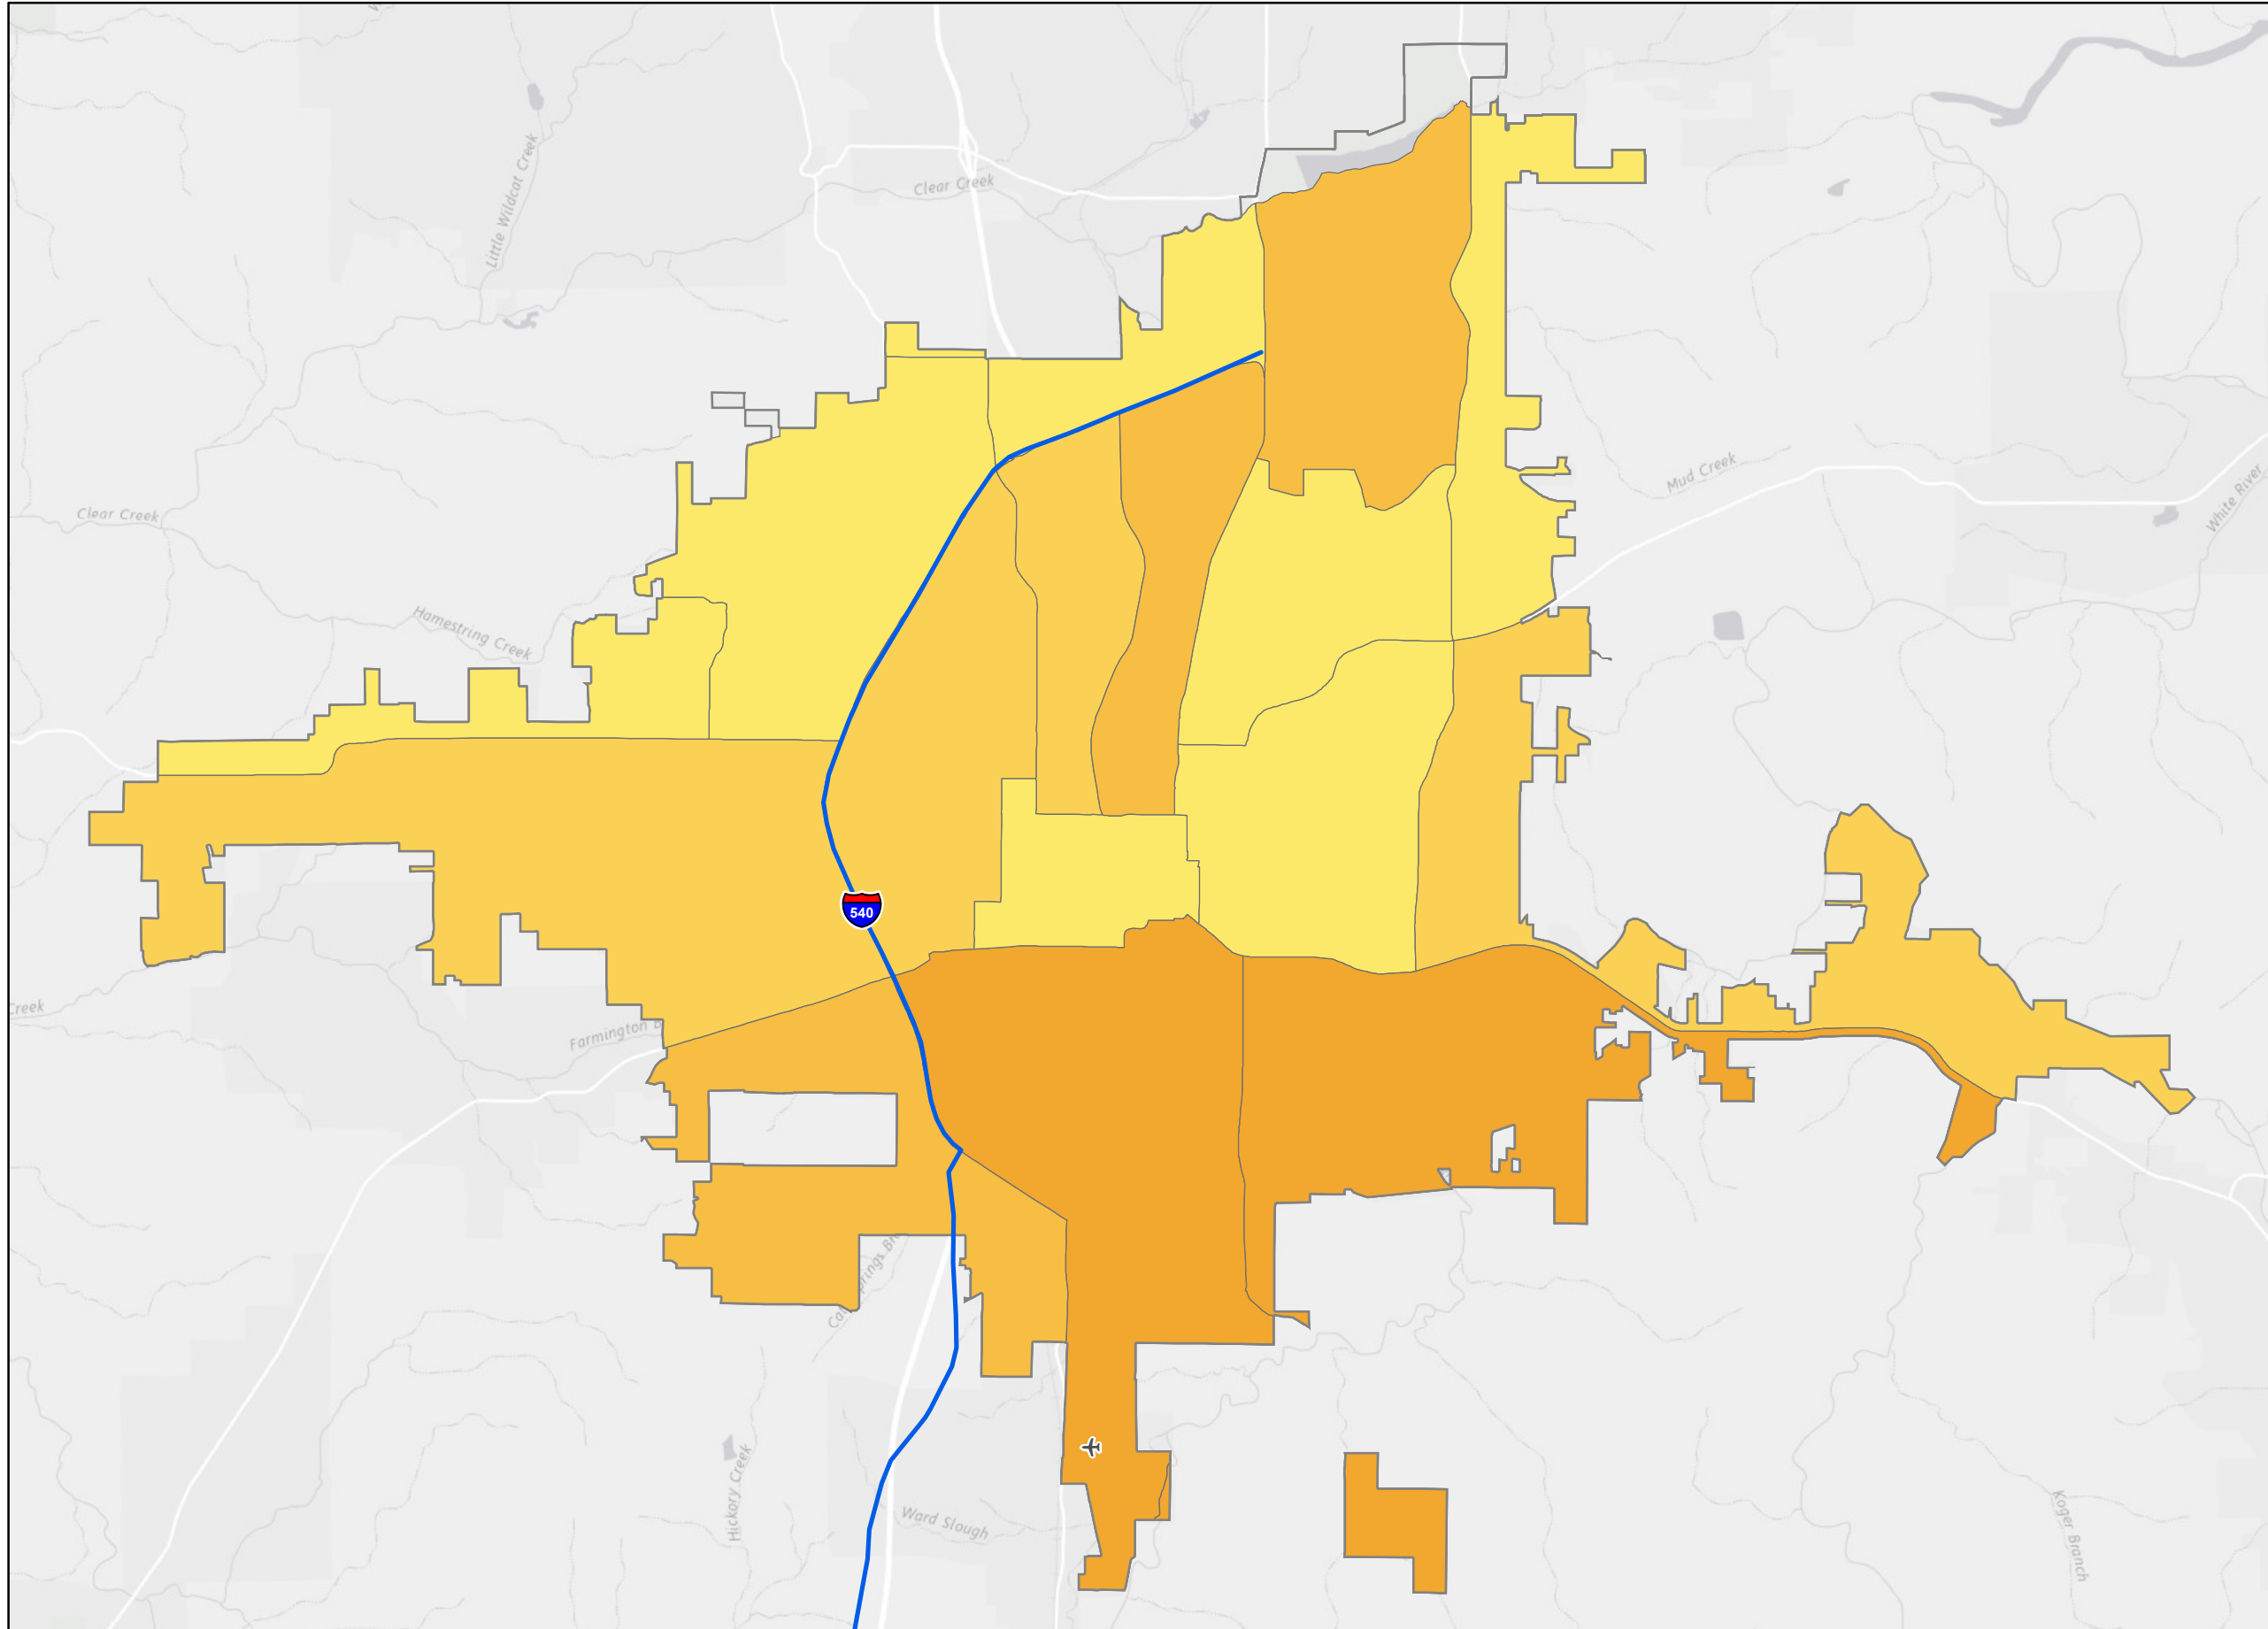 Little Wildcat Creek
Clear Creek
Mud Creek
White River
Clear Creek
Hamestring Creek
540
Creek
Farmington B
Hickory Creek
Ward Slough
Koger Branch